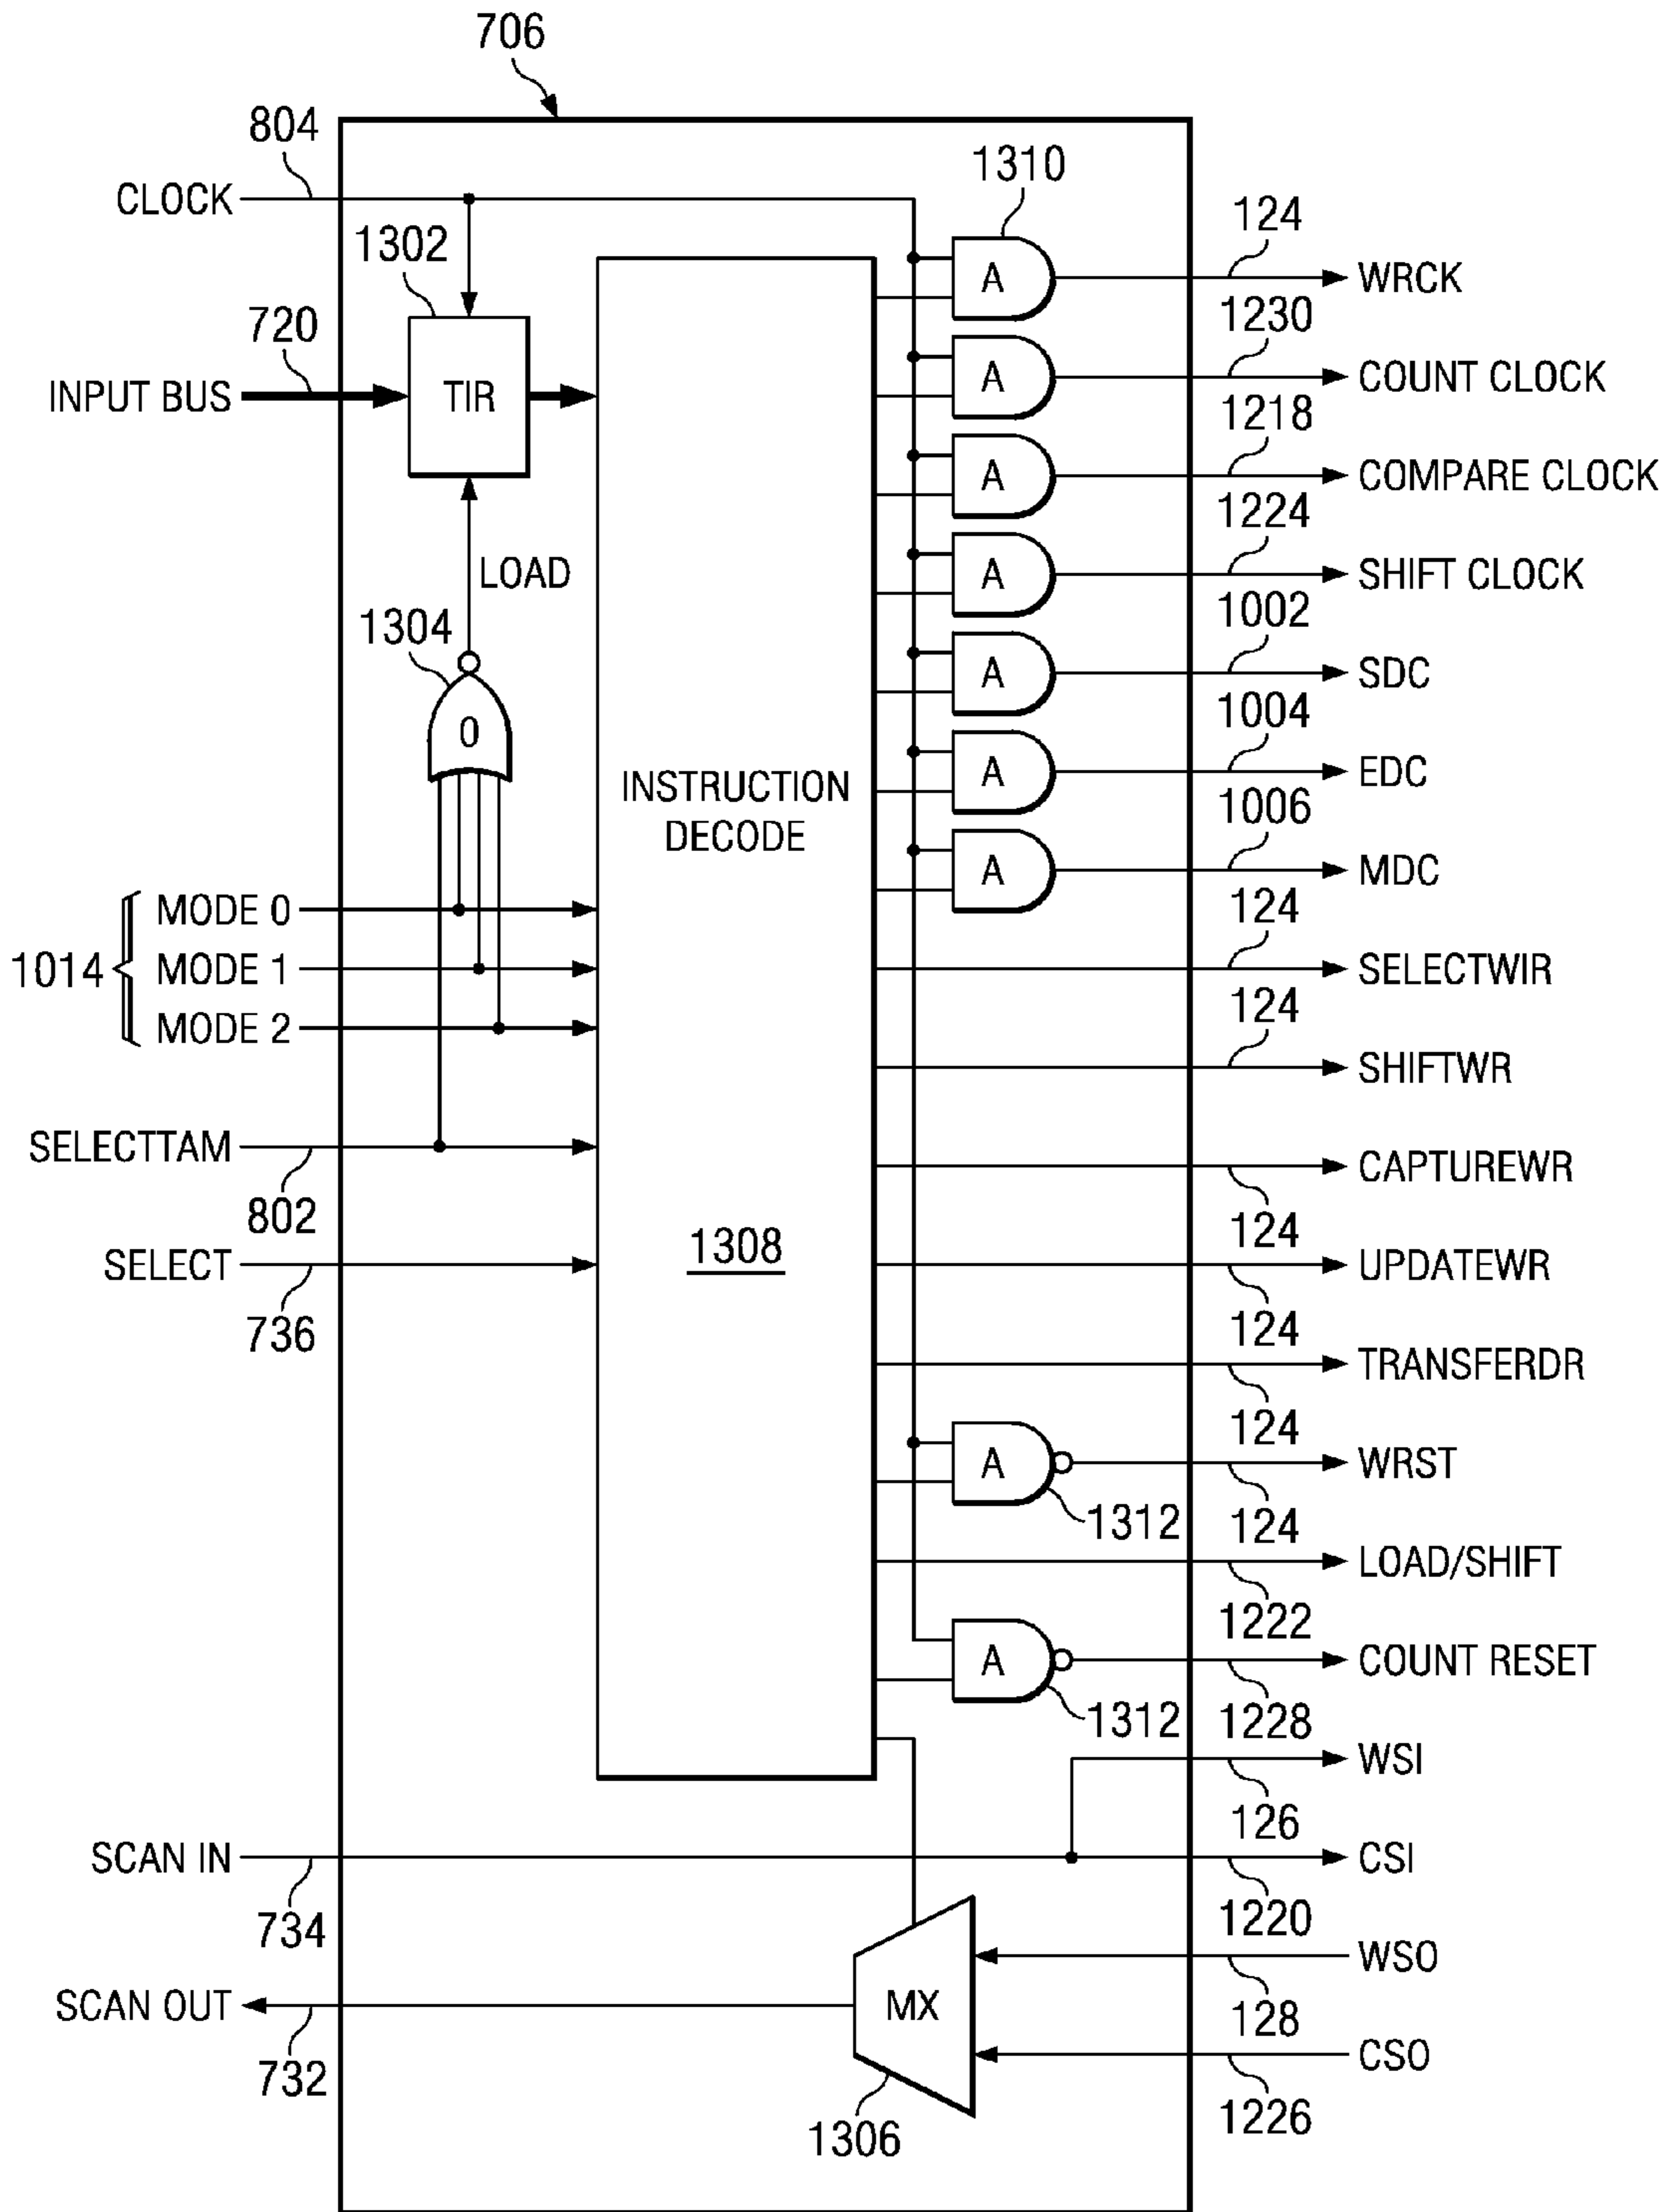 706
804
CLOCK
1310
124
WRCK
1302
A
1230
COUNT CLOCK
720
INPUT BUS
TIR
A
1218
COMPARE CLOCK
A
1224
SHIFT CLOCK
LOAD
A
1002
SDC
1304
A
1004
EDC
0
A
1006
MDC
INSTRUCTION
DECODE
A
124
SELECTWIR
1014
MODE 0
MODE 1
MODE 2
124
SHIFTWR
SELECTTAM
802
CAPTUREWR
124
SELECT
736
1308
UPDATEWR
124
TRANSFERDR
124
A
1312
WRST
124
LOAD/SHIFT
1222
A
1312
COUNT RESET
1228
WSI
126
SCAN IN
734
CSI
1220
WSO
128
SCAN OUT
732
MX
1306
CSO
1226